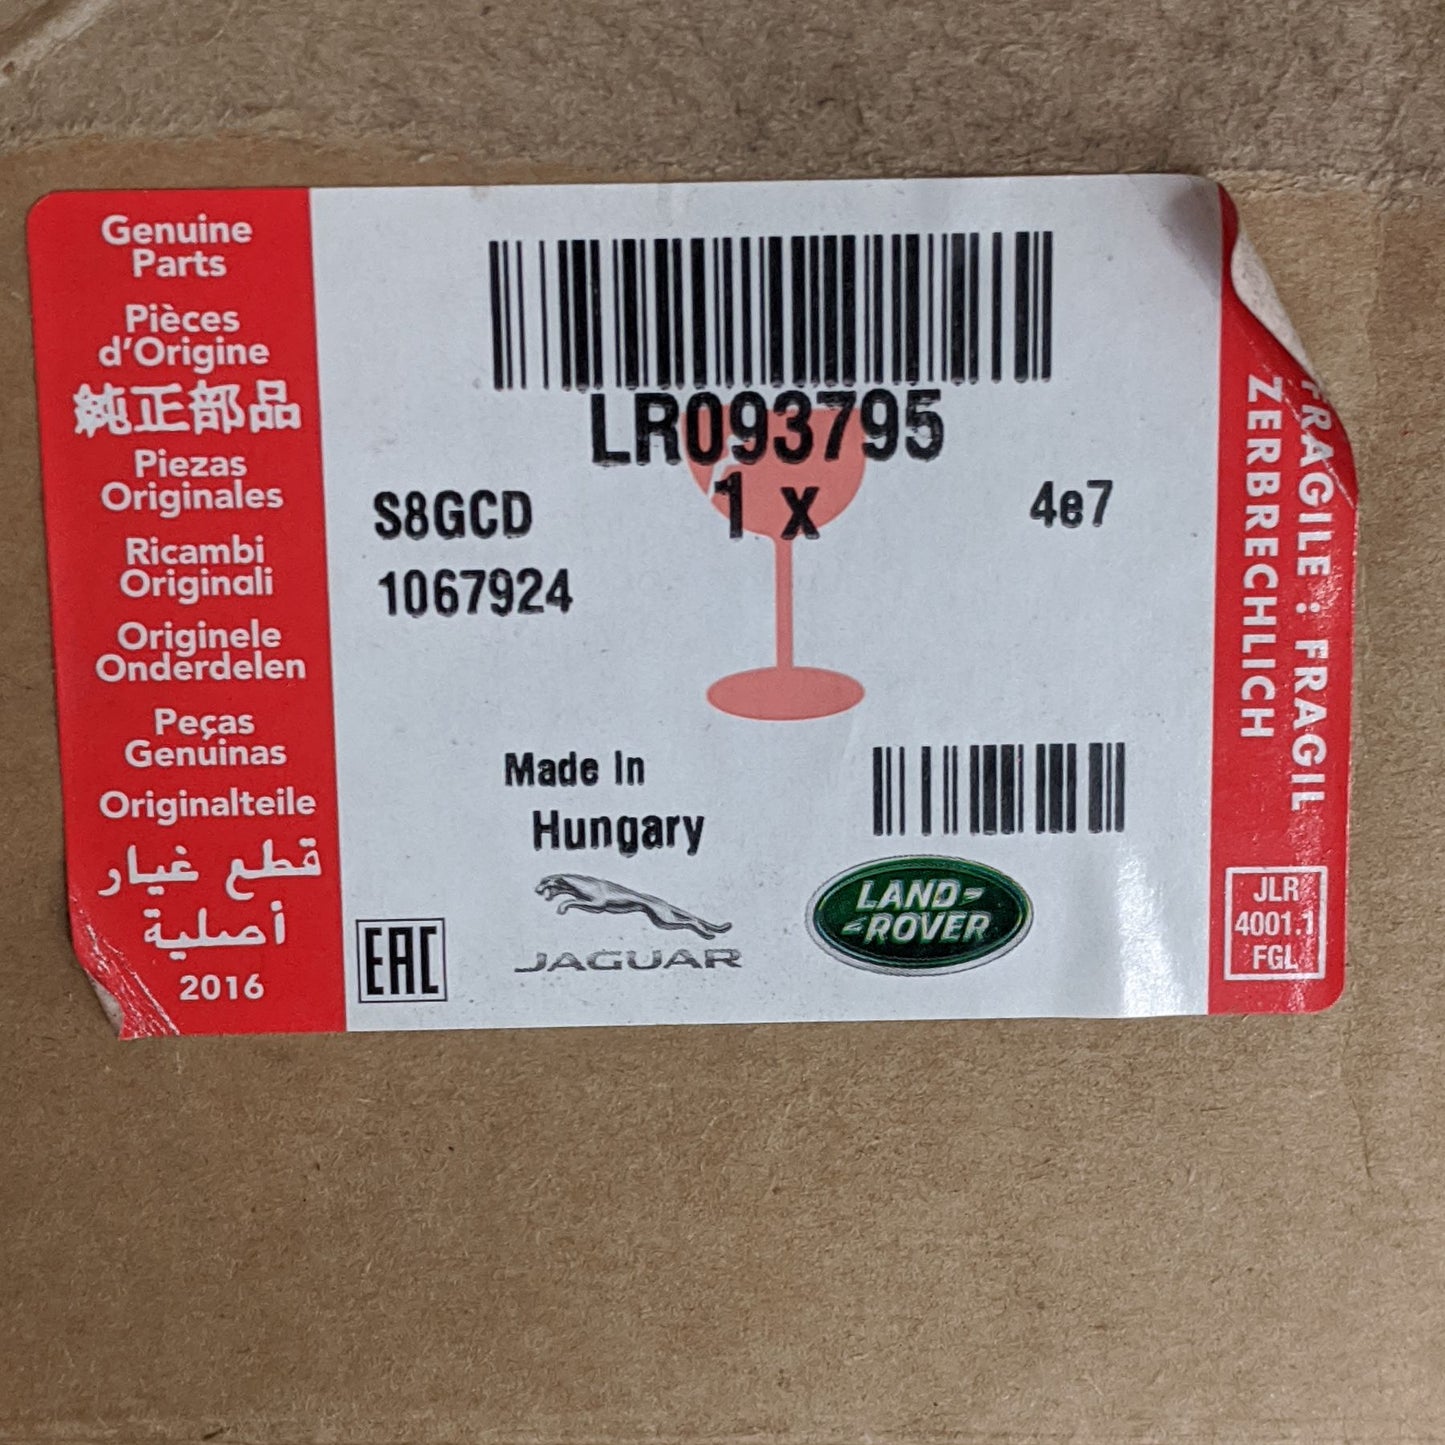 Genuine
Parts
Pièces
d'Origine
純正部品
Piezas
Originales
Ricambi
Originali
Originele
Onderdelen
Peças
Genuinas
Originalteile
قطع غيار
أصلية
2016
LR093795
1 x
S8GCD
4e7
1067924
Made In
Hungary
EAC
JAGUAR
LAND-
-ROVER
FRAGILE : FRAGIL
ZERBRECHLICH
JLR
4001.1
FGL